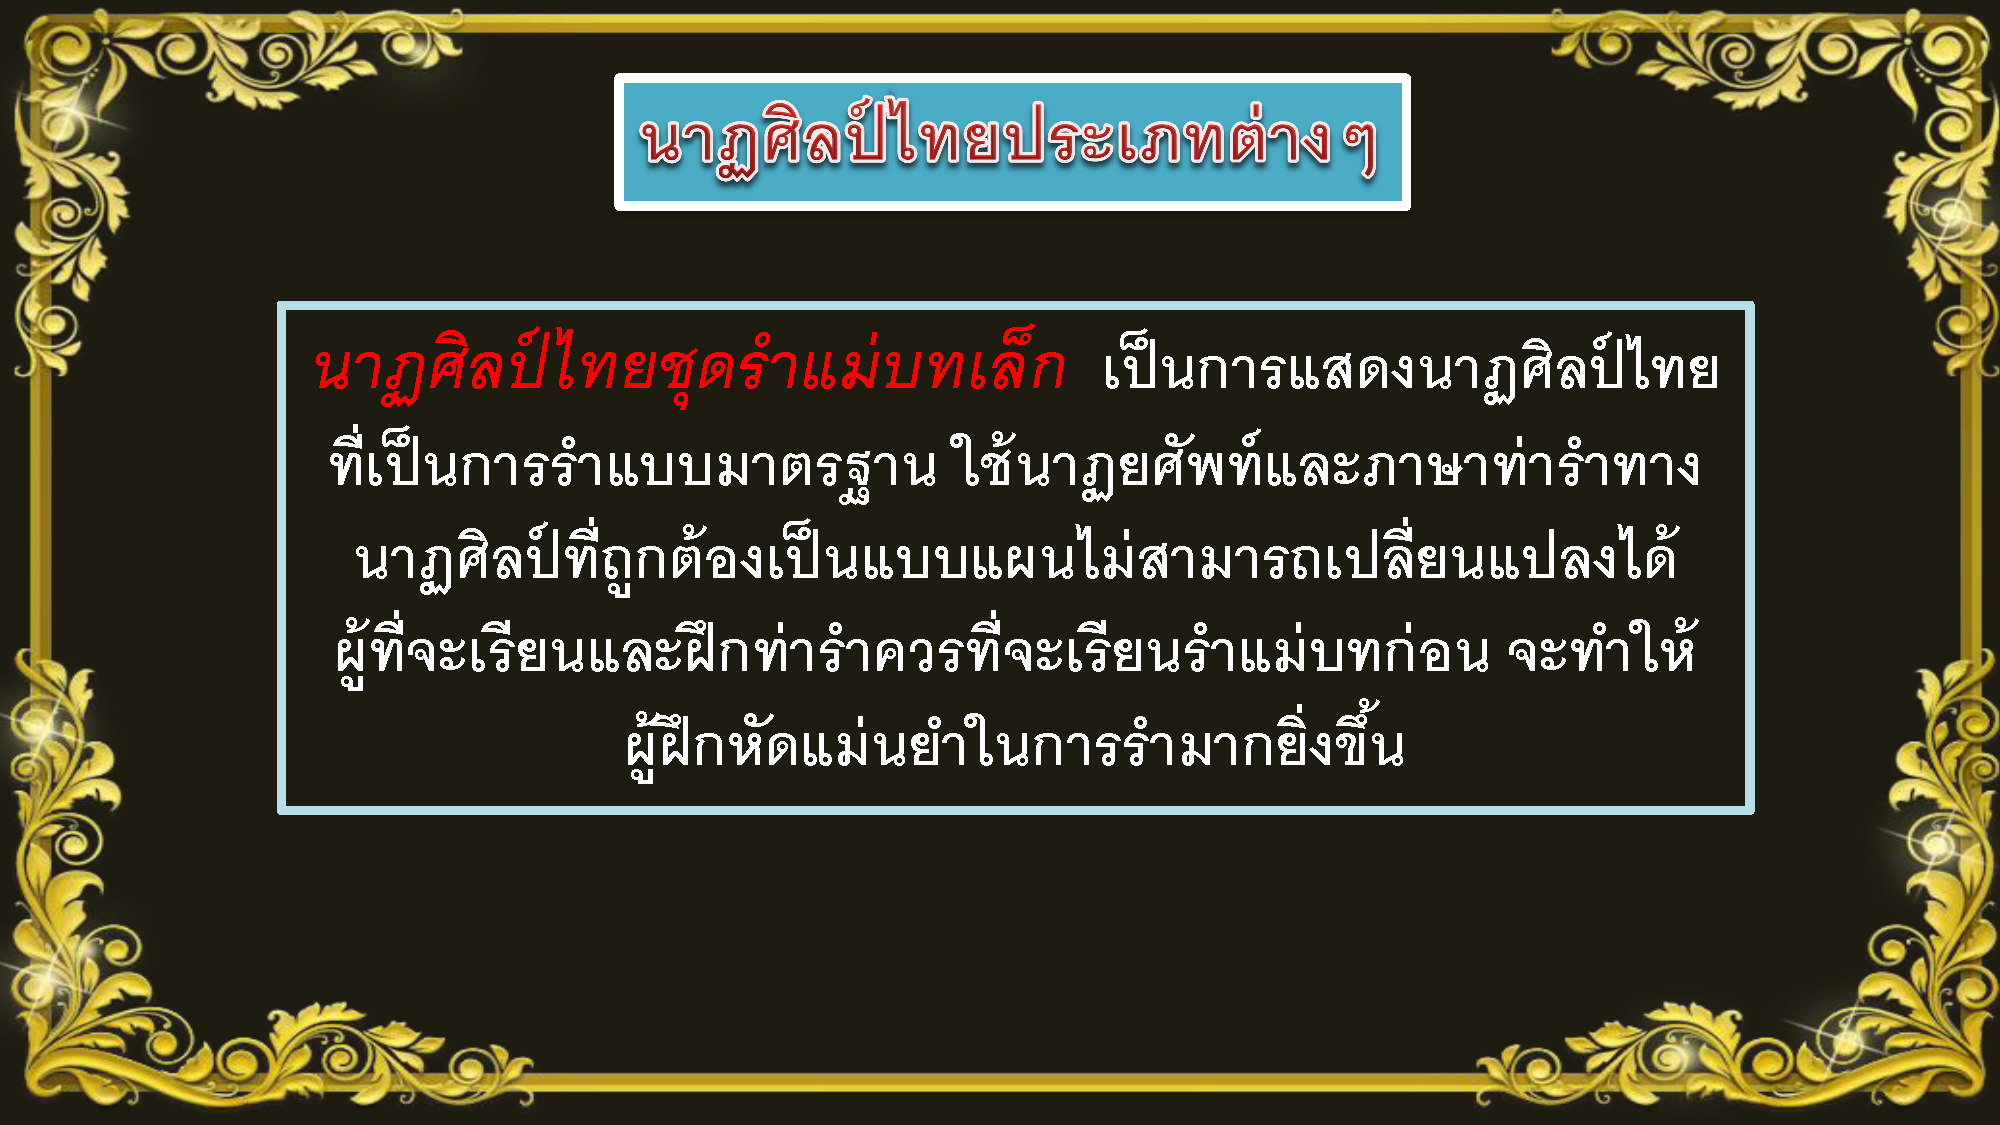 นาฏศิลป์ไทยประเภทต่าง ๆ
นาฏศิลป์ไทยชุดรำแม่บทเล็ก เป็นการแสดงนาฏศิลป์ไทย
ที่เป็นการรำแบบมาตรฐาน ใช้นาฏยศัพท์และภาษาท่ารำทาง
นาฏศิลป์ที่ถูกต้องเป็นแบบแผนไม่สามารถเปลี่ยนแปลงได้
ผู้ที่จะเรียนและฝึกท่ารำควรที่จะเรียนรำแม่บทก่อน จะทำให้
ผู้ฝึกหัดแม่นยำในการรำมากยิ่งขึ้น